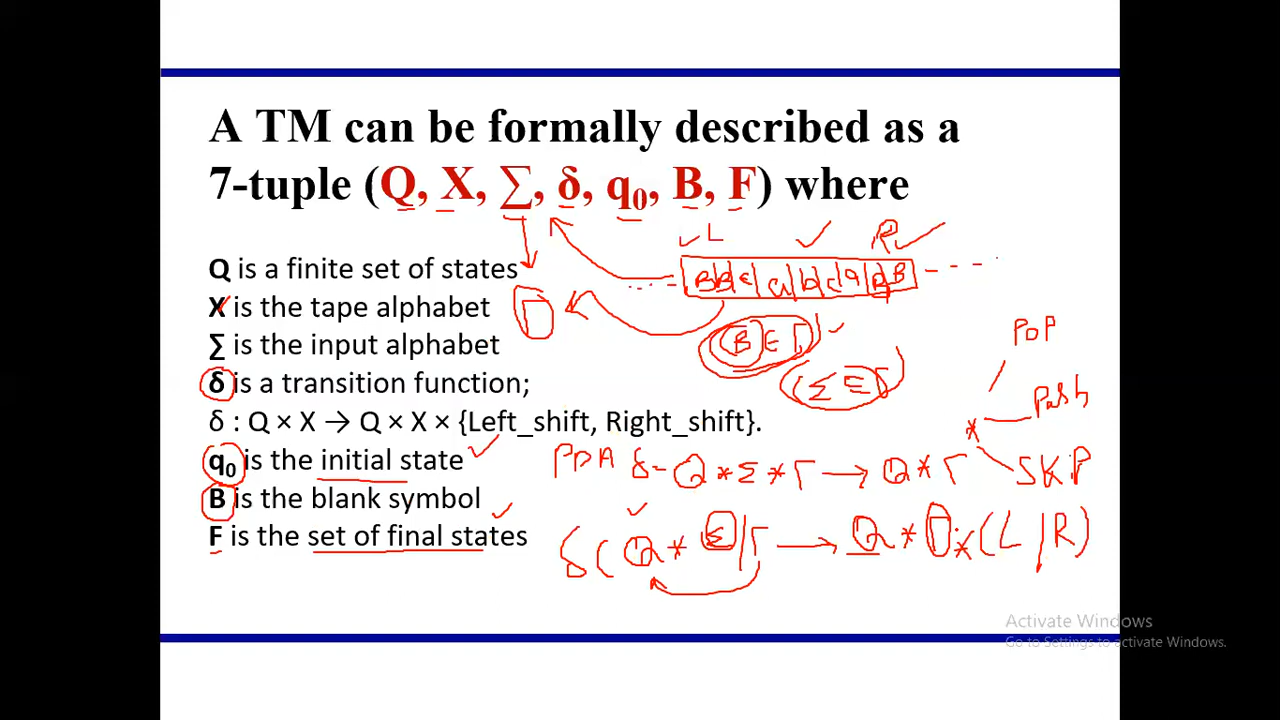 A TM can be formally described as a
7-tuple (Q, X, ∑, δ, q₀, B, F) where
L R
Q is a finite set of states
B B ε a b c a B B
X is the tape alphabet
Γ
∑ is the input alphabet
(B ∈ Γ)
POP
(Σ ∈ Γ)
δ is a transition function;
Push
δ : Q × X → Q × X × {Left_shift, Right_shift}.
*
q₀ is the initial state
PDA δ- Q * Σ * Γ → Q * Γ
SKP
B is the blank symbol
F is the set of final states
δ( Q * Σ | Γ → Q * Γ * (L | R)
Activate Windows
Go to Settings to activate Windows.